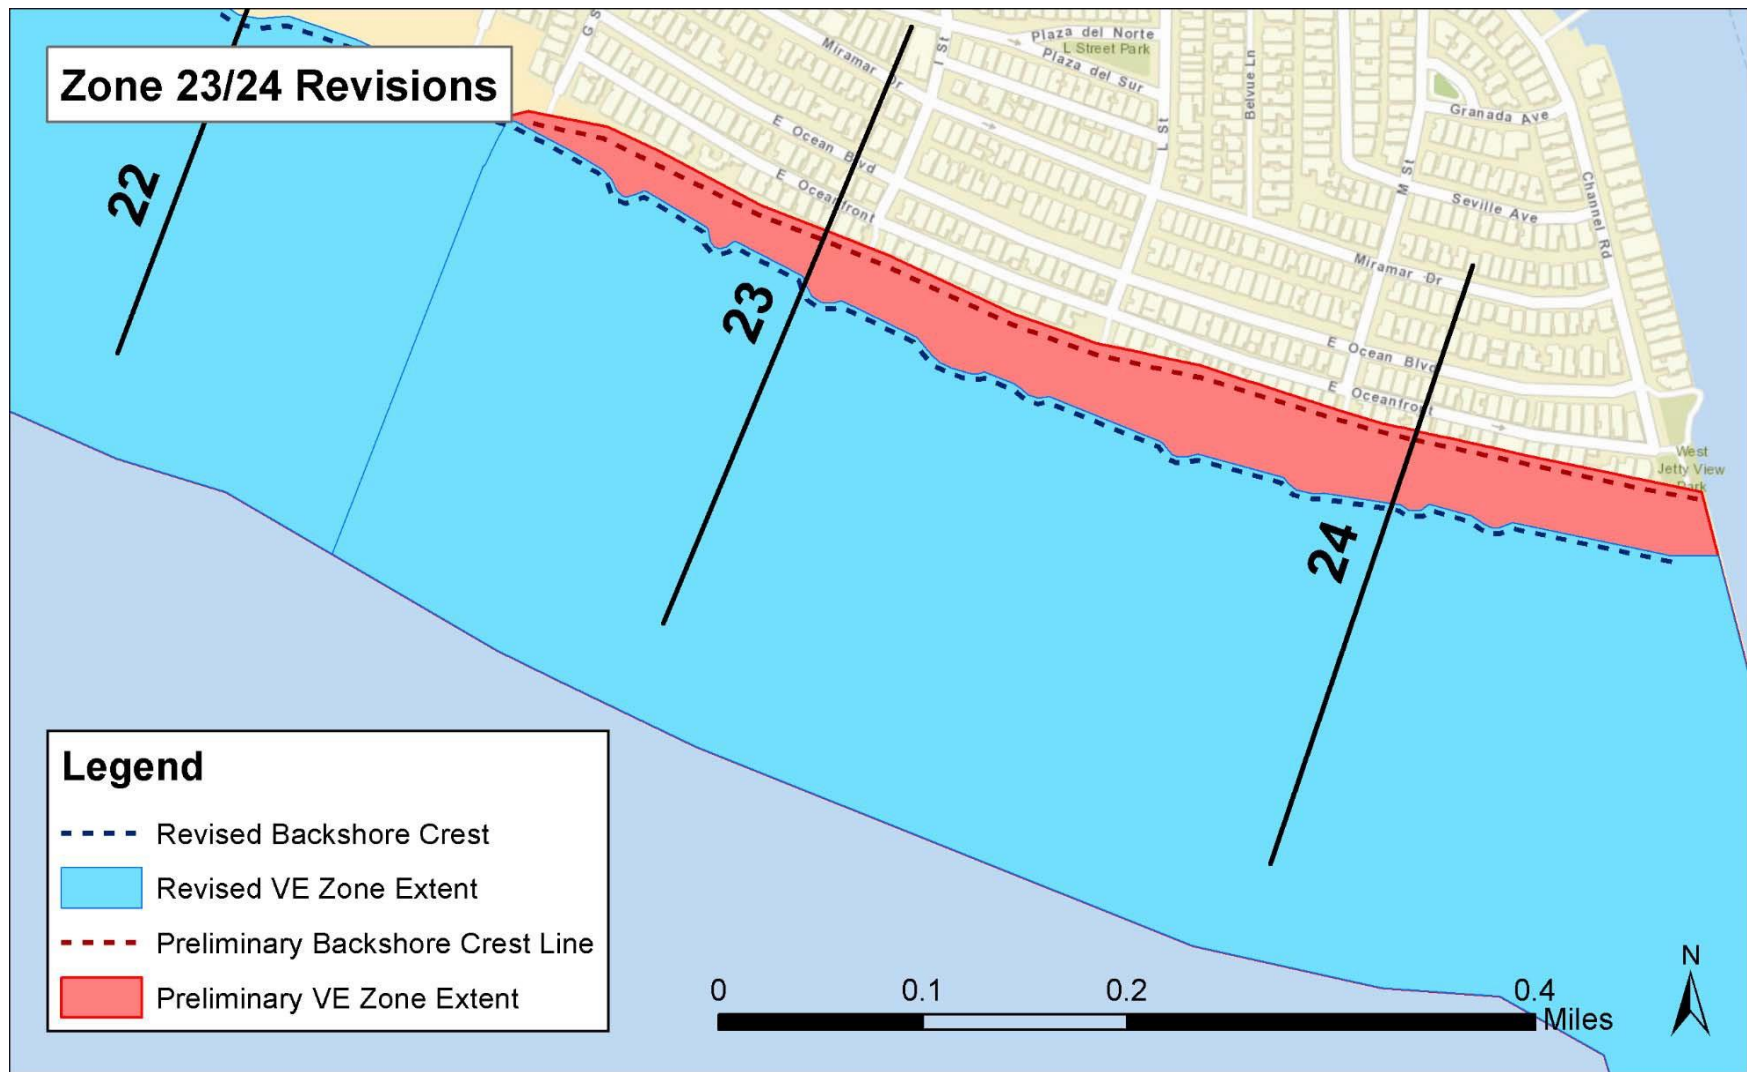 Zone 23/24 Revisions
22
23
24
G S
Miramar Dr
I St
Plaza del Norte
L Street Park
Plaza del Sur
Belvue Ln
L St
Granada Ave
M St
Channel Rd
Seville Ave
E Ocean Blvd
E Oceanfront
Miramar Dr
E Ocean Blvd
E Oceanfront
West
Jetty View
Park
Legend
Revised Backshore Crest
Revised VE Zone Extent
Preliminary Backshore Crest Line
Preliminary VE Zone Extent
0 0.1 0.2 0.4
Miles
N